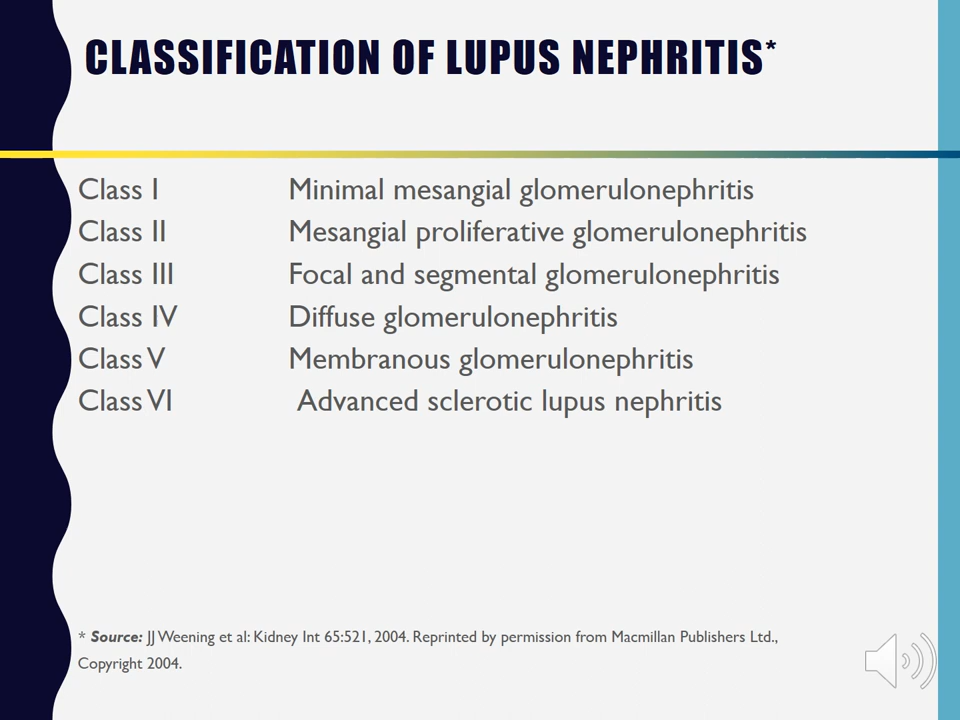 CLASSIFICATION OF LUPUS NEPHRITIS*
Class I Minimal mesangial glomerulonephritis
Class II Mesangial proliferative glomerulonephritis
Class III Focal and segmental glomerulonephritis
Class IV Diffuse glomerulonephritis
Class V Membranous glomerulonephritis
Class VI Advanced sclerotic lupus nephritis
* Source: JJ Weening et al: Kidney Int 65:521, 2004. Reprinted by permission from Macmillan Publishers Ltd.,
Copyright 2004.